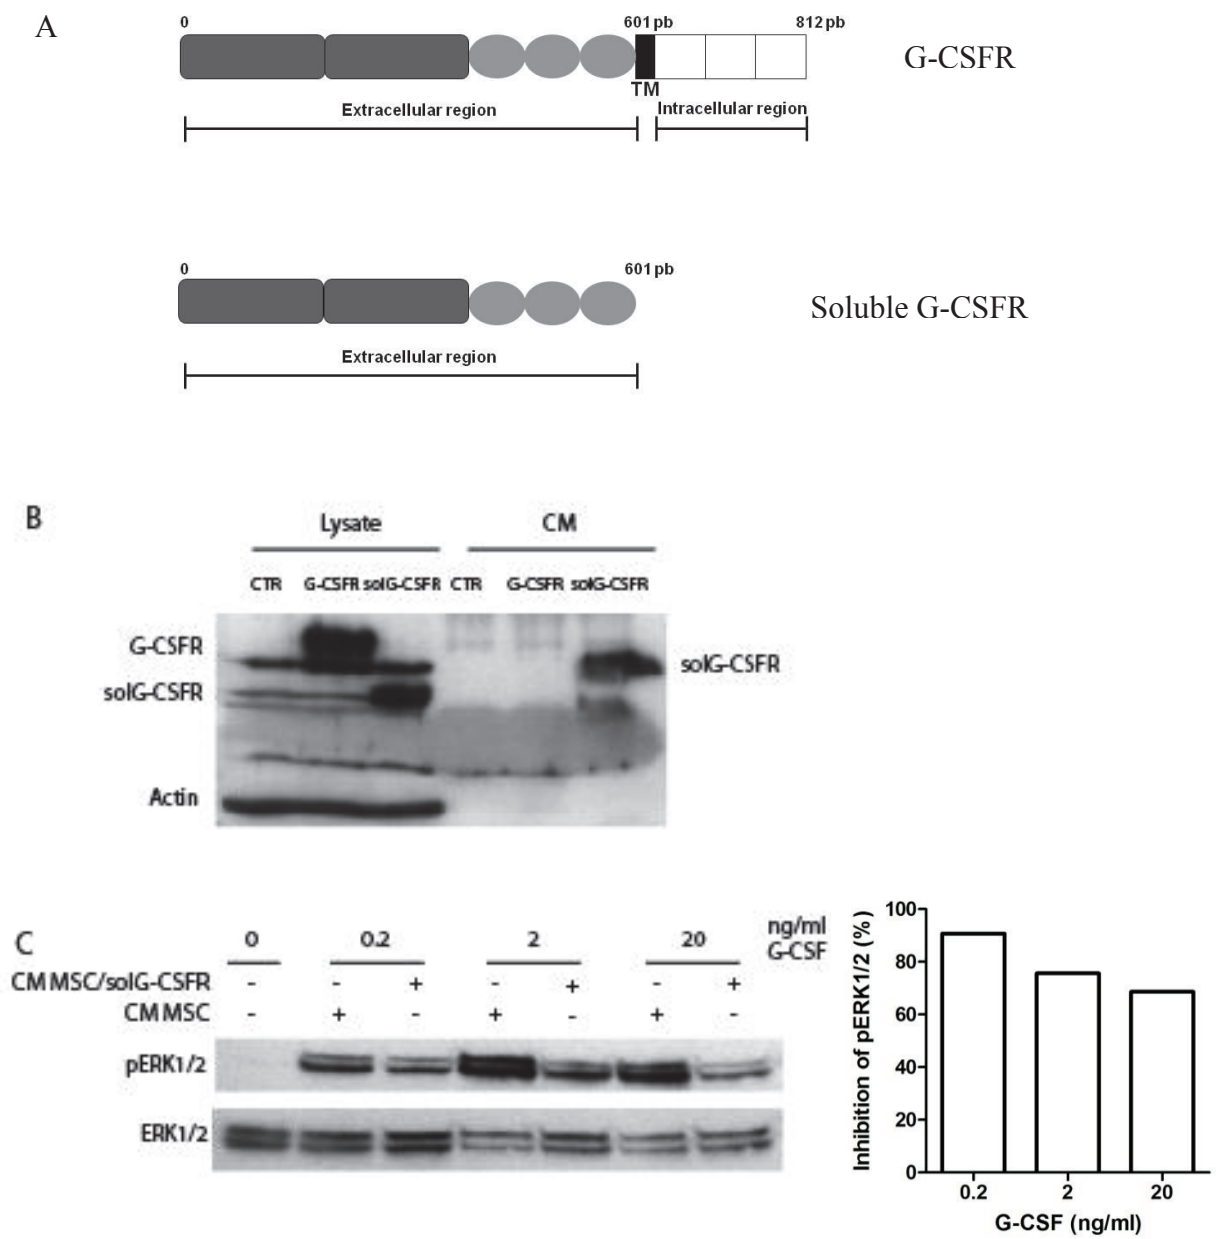 A
0 601 pb 812 pb
G-CSFR
TM
Extracellular region Intracellular region
0 601 pb
Soluble G-CSFR
Extracellular region
B
Lysate CM
CTR G-CSFR solG-CSFR CTR G-CSFR solG-CSFR
G-CSFR
solG-CSFR
solG-CSFR
Actin
C
0 0.2 2 20 ng/ml
G-CSF
CM MSC/solG-CSFR - - + - + - +
CM MSC - + - + - + -
pERK1/2
ERK1/2
Inhibition of pERK1/2 (%)
100
80
60
40
20
0
0.2 2 20
G-CSF (ng/ml)